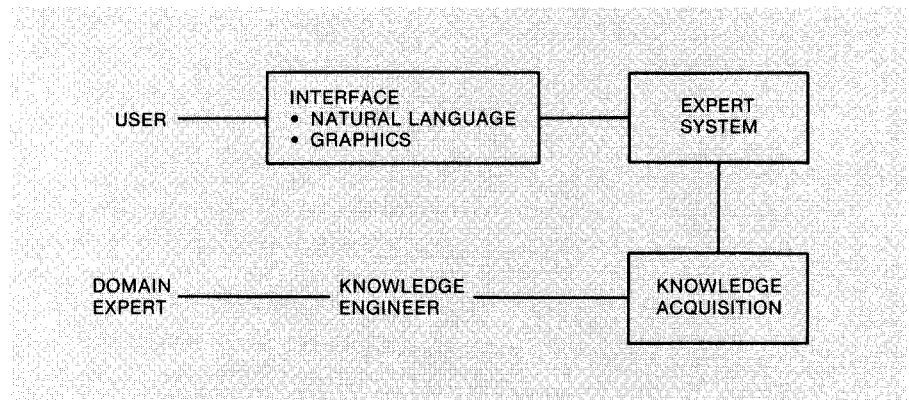 USER
INTERFACE
• NATURAL LANGUAGE
• GRAPHICS
EXPERT
SYSTEM
DOMAIN
EXPERT
KNOWLEDGE
ENGINEER
KNOWLEDGE
ACQUISITION